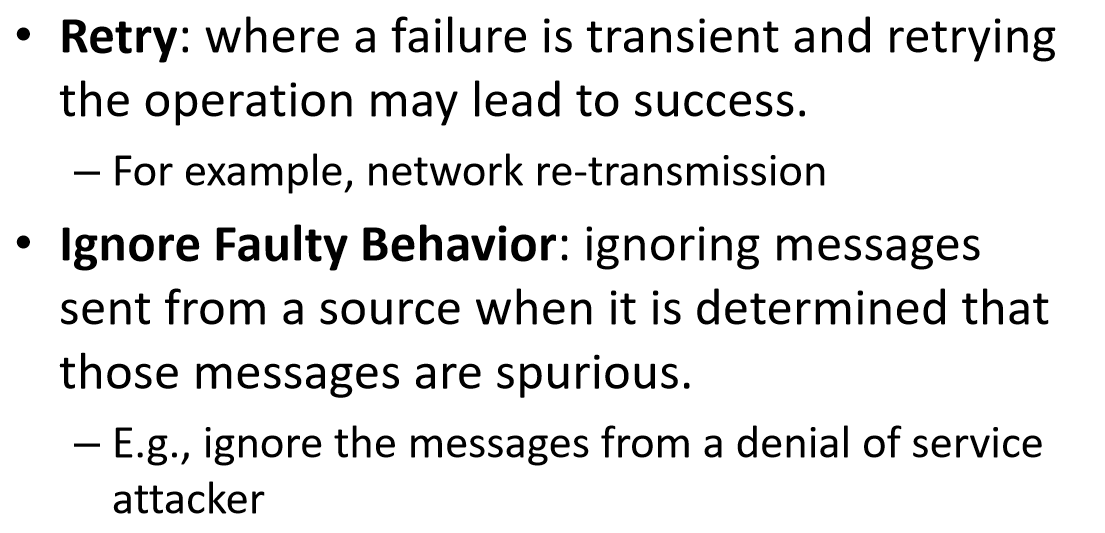 • Retry: where a failure is transient and retrying
the operation may lead to success.
– For example, network re-transmission
• Ignore Faulty Behavior: ignoring messages
sent from a source when it is determined that
those messages are spurious.
– E.g., ignore the messages from a denial of service
attacker